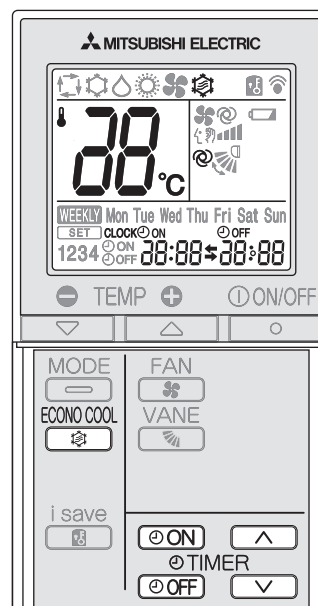 MITSUBISHI ELECTRIC
88°C
WEEKLY Mon Tue Wed Thu Fri Sat Sun
SET CLOCK ON OFF
1234 ON OFF 88:88 88:88
TEMP ON/OFF
MODE FAN
ECONO COOL VANE
i save
ON
TIMER
OFF